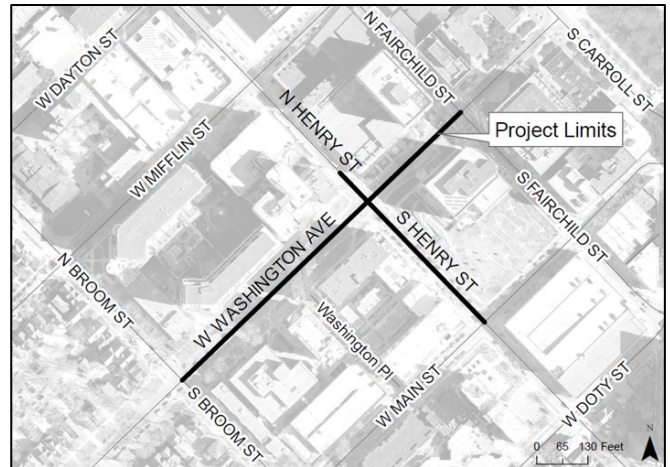 W DAYTON ST
N FAIRCHILD ST
S CARROLL ST
W MIFFLIN ST
N HENRY ST
Project Limits
S FAIRCHILD ST
N BROOM ST
W WASHINGTON AVE
S HENRY ST
Washington Pl
S BROOM ST
W MAIN ST
W DOTY ST
N
0 65 130 Feet